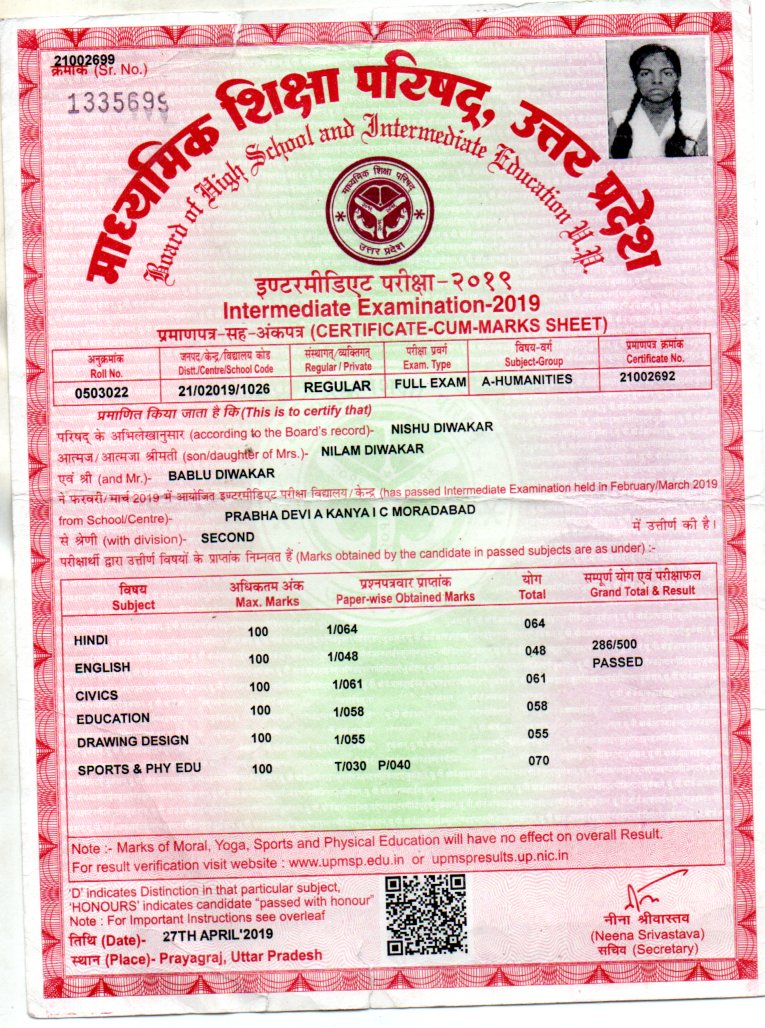 21002699
क्रमांक (Sr. No.)
माध्यमिक शिक्षा परिषद्, उत्तर प्रदेश
Board of High School and Intermediate Education U.P.
माध्यमिक शिक्षा परिषद्
उत्तर प्रदेश
इण्टरमीडिएट परीक्षा-२०१९
Intermediate Examination-2019
प्रमाणपत्र-सह-अंकपत्र (CERTIFICATE-CUM-MARKS SHEET)
अनुक्रमांक जनपद/केन्द्र/विद्यालय कोड संस्थागत्/व्यक्तिगत् परीक्षा प्रवर्ग विषय-वर्ग प्रमाणपत्र क्रमांक
Roll No. Distt./Centre/School Code Regular / Private Exam. Type Subject-Group Certificate No.
0503022 21/02019/1026 REGULAR FULL EXAM A-HUMANITIES 21002692
प्रमाणित किया जाता है कि (This is to certify that)
परिषद् के अभिलेखानुसार (according to the Board's record)- NISHU DIWAKAR
आत्मज/आत्मजा श्रीमती (son/daughter of Mrs.)- NILAM DIWAKAR
एवं श्री (and Mr.)- BABLU DIWAKAR
ने फरवरी/मार्च 2019 में आयोजित इण्टरमीडिएट परीक्षा विद्यालय/केन्द्र (has passed Intermediate Examination held in February/March 2019
from School/Centre)- PRABHA DEVI A KANYA I C MORADABAD
से श्रेणी (with division)- SECOND में उत्तीर्ण की है।
परीक्षार्थी द्वारा उत्तीर्ण विषयों के प्राप्तांक निम्नवत हैं (Marks obtained by the candidate in passed subjects are as under) :-
विषय अधिकतम अंक प्रश्नपत्रवार प्राप्तांक योग सम्पूर्ण योग एवं परीक्षाफल
Subject Max. Marks Paper-wise Obtained Marks Total Grand Total & Result
HINDI 100 1/064 064
ENGLISH 100 1/048 048 286/500
PASSED
CIVICS 100 1/061 061
EDUCATION 100 1/058 058
DRAWING DESIGN 100 1/055 055
SPORTS & PHY EDU 100 T/030 P/040 070
Note :- Marks of Moral, Yoga, Sports and Physical Education will have no effect on overall Result.
For result verification visit website : www.upmsp.edu.in or upmspresults.up.nic.in
'D' indicates Distinction in that particular subject,
'HONOURS' indicates candidate "passed with honour"
Note : For Important Instructions see overleaf
तिथि (Date)- 27TH APRIL'2019
स्थान (Place)- Prayagraj, Uttar Pradesh
नीना श्रीवास्तव
(Neena Srivastava)
सचिव (Secretary)